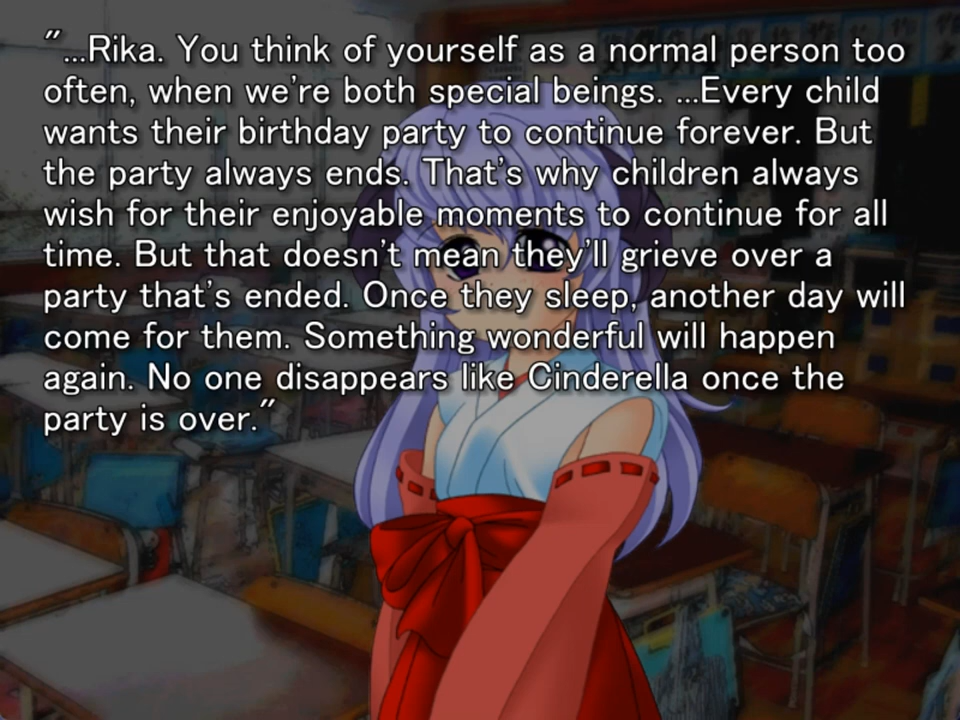 "...Rika. You think of yourself as a normal person too
often, when we're both special beings. ...Every child
wants their birthday party to continue forever. But
the party always ends. That's why children always
wish for their enjoyable moments to continue for all
time. But that doesn't mean they'll grieve over a
party that's ended. Once they sleep, another day will
come for them. Something wonderful will happen
again. No one disappears like Cinderella once the
party is over."